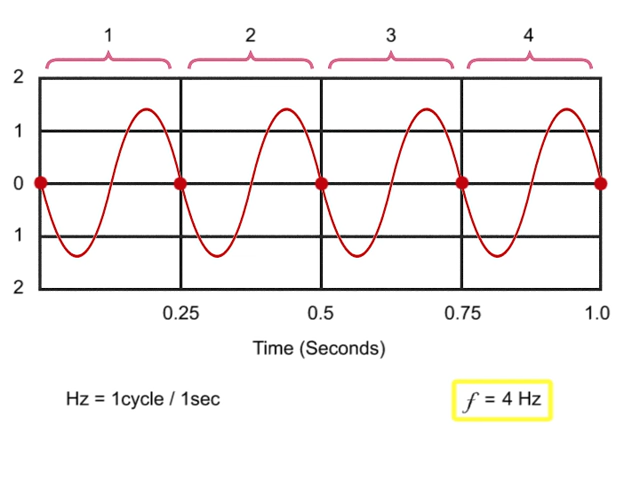 1 2 3 4
2
1
0
1
2
0.25 0.5 0.75 1.0
Time (Seconds)
Hz = 1cycle / 1sec
f = 4 Hz